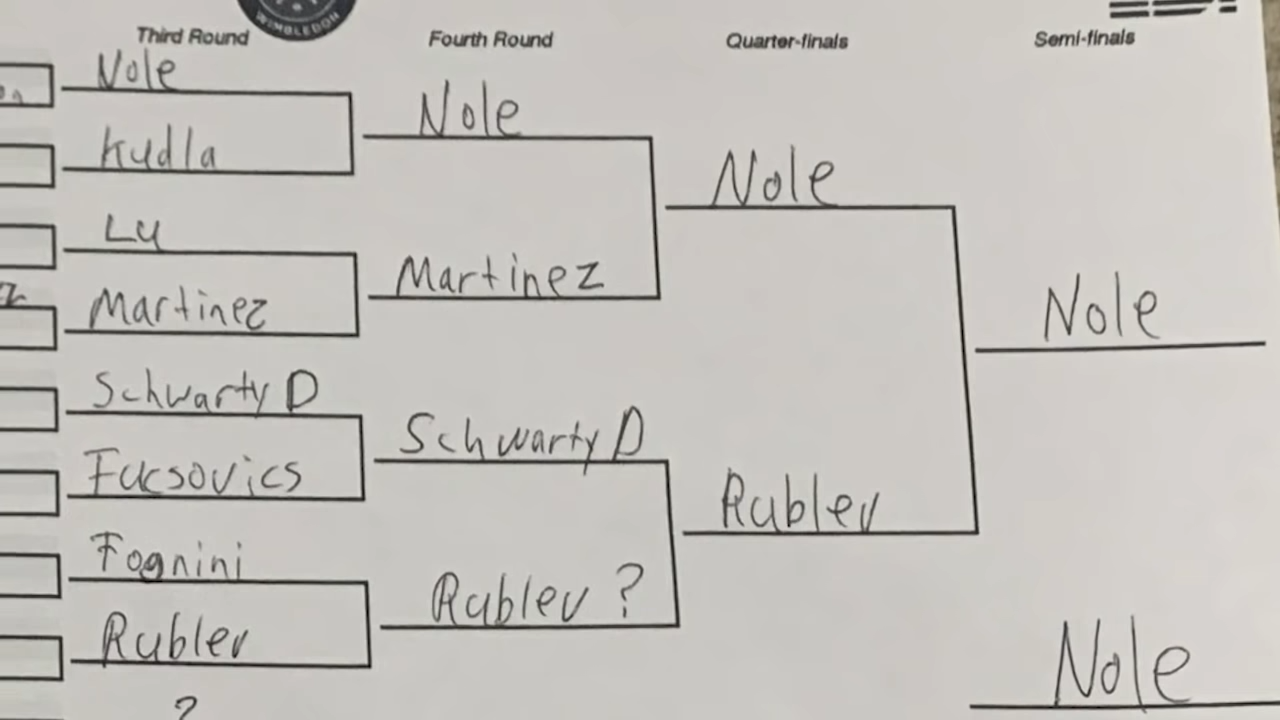 WIMBLEDON
Third Round Fourth Round Quarter-finals Semi-finals
Nole
Nole
Kudla
Nole
Lu
Martinez
Martinez
Nole
Schwarty D
Schwarty D
Fucsovics
Rublev
Fognini
Rublev ?
Rublev
Nole
?